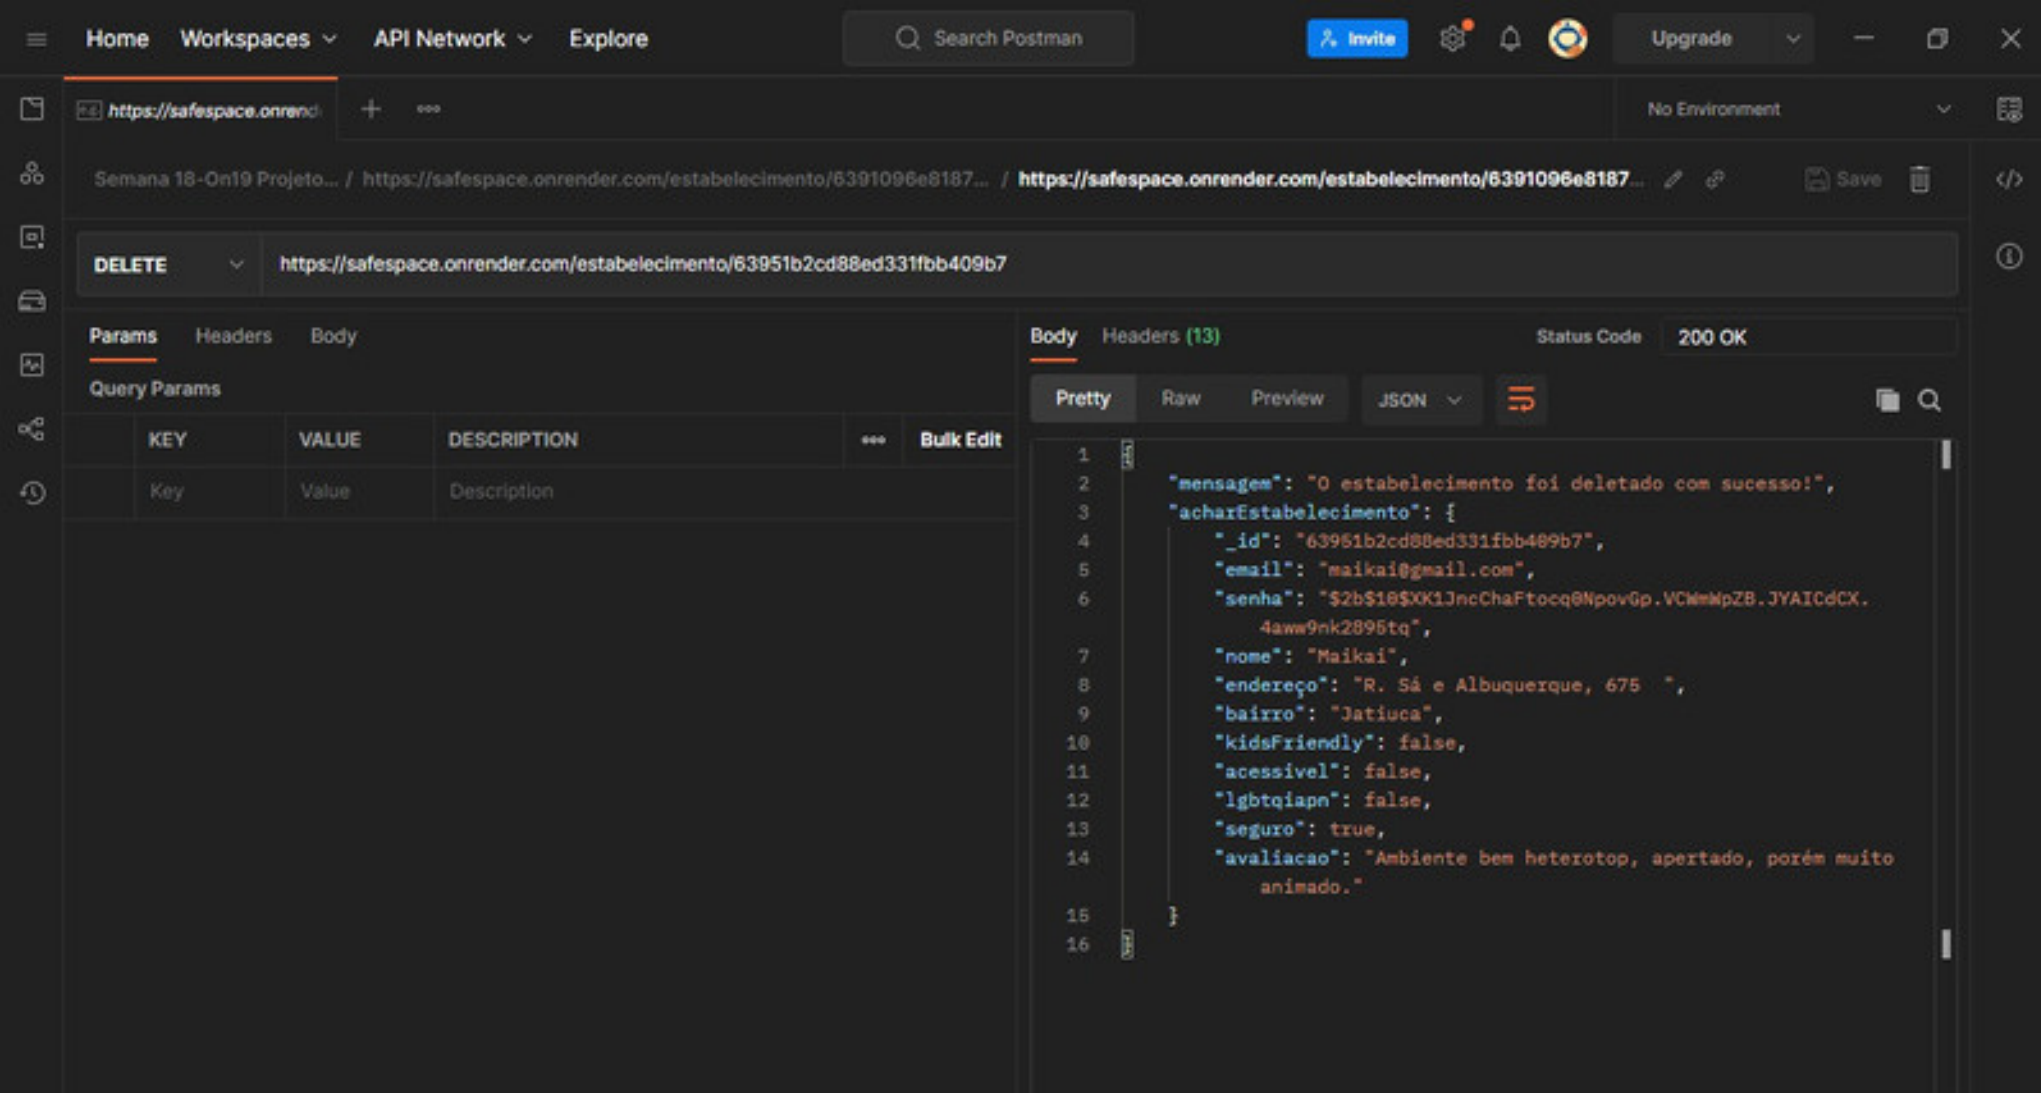 Home Workspaces API Network Explore Search Postman Invite Upgrade
https://safespace.onrend No Environment
Semana 18-On19 Projeto... / https://safespace.onrender.com/estabelecimento/6391096e8187... / https://safespace.onrender.com/estabelecimento/6391096e8187... Save
DELETE https://safespace.onrender.com/estabelecimento/63951b2cd88ed331fbb409b7
Params Headers Body
Query Params
KEY VALUE DESCRIPTION Bulk Edit
Key Value Description
Body Headers (13) Status Code 200 OK
Pretty Raw Preview JSON
1 {
2 "mensagem": "O estabelecimento foi deletado com sucesso!",
3 "acharEstabelecimento": {
4 "_id": "63951b2cd88ed331fbb409b7",
5 "email": "maikai@gmail.com",
6 "senha": "$2b$10$XK1JncChaFtocq0NpovGp.VCWmWpZB.JYAICdCX.
4aww9nk2895tq",
7 "nome": "Maikai",
8 "endereço": "R. Sá e Albuquerque, 675  ",
9 "bairro": "Jatiuca",
10 "kidsFriendly": false,
11 "acessivel": false,
12 "lgbtqiapn": false,
13 "seguro": true,
14 "avaliacao": "Ambiente bem heterotop, apertado, porém muito
animado."
15 }
16 }